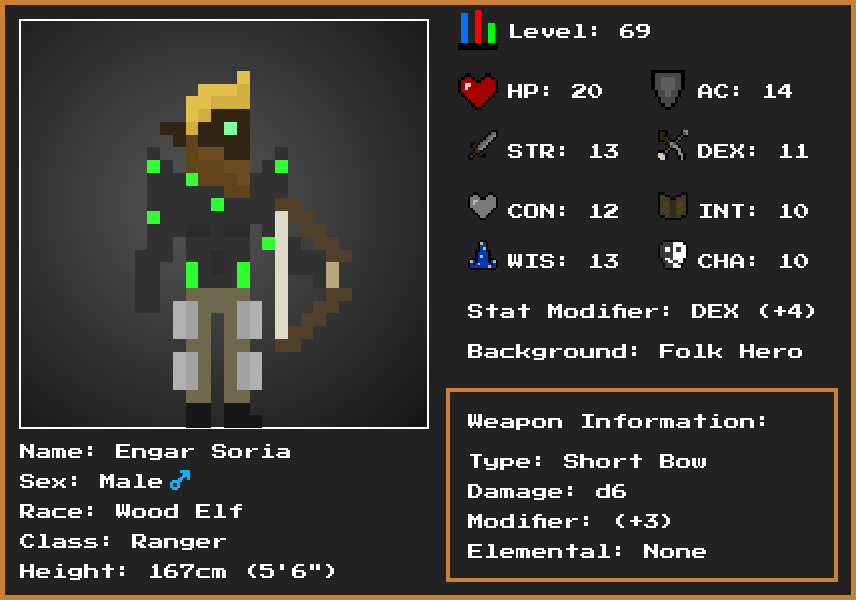 Level: 69
HP: 20
AC: 14
STR: 13
DEX: 11
CON: 12
INT: 10
WIS: 13
CHA: 10
Stat Modifier: DEX (+4)
Background: Folk Hero
Weapon Information:
Type: Short Bow
Damage: d6
Modifier: (+3)
Elemental: None
Name: Engar Soria
Sex: Male♂
Race: Wood Elf
Class: Ranger
Height: 167cm (5'6")